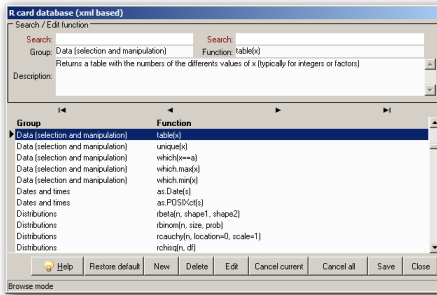 R card database (xml based)
Search / Edit function
Search: Search:
Group: Data (selection and manipulation) Function: table(x)
Description: Returns a table with the numbers of the differents values of x (typically for integers or factors)
Group Function
Data (selection and manipulation) table(x)
Data (selection and manipulation) unique(x)
Data (selection and manipulation) which(x==a)
Data (selection and manipulation) which.max(x)
Data (selection and manipulation) which.min(x)
Dates and times as.Date(s)
Dates and times as.POSIXct(s)
Distributions rbeta(n, shape1, shape2)
Distributions rbinom(n, size, prob)
Distributions rcauchy(n, location=0, scale=1)
Distributions rchisq(n, df)
Help Restore default New Delete Edit Cancel current Cancel all Save Close
Browse mode